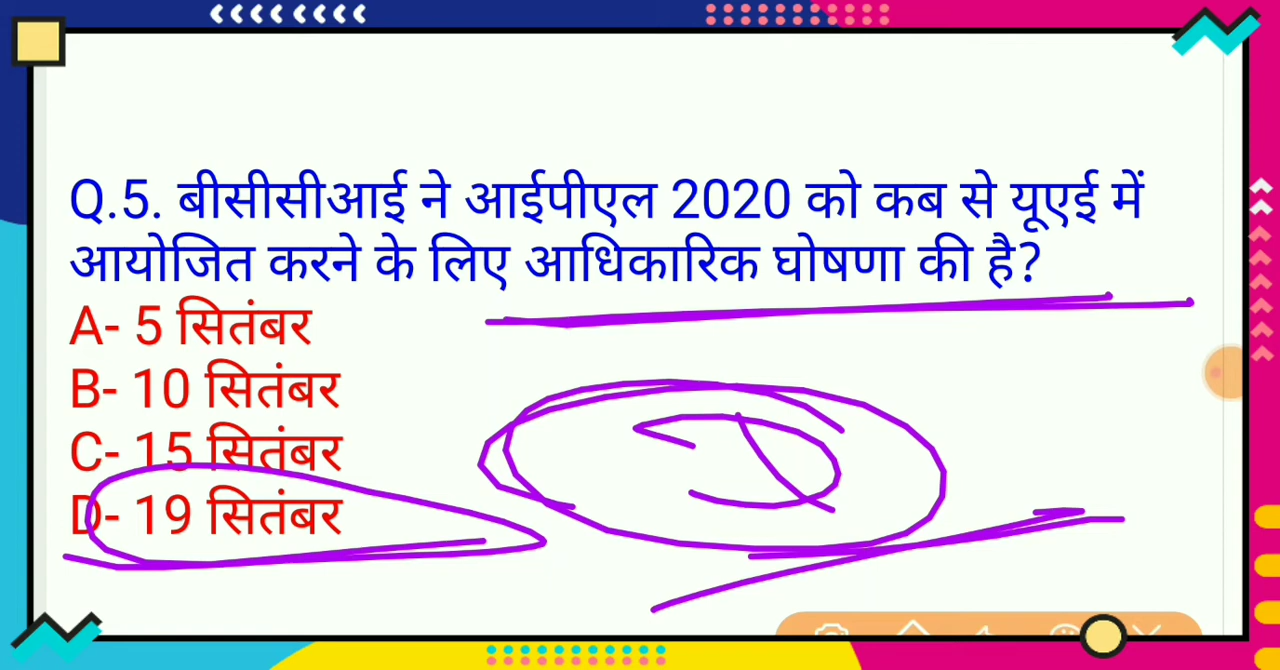 Q.5. बीसीसीआई ने आईपीएल 2020 को कब से यूएई में
आयोजित करने के लिए आधिकारिक घोषणा की है?
A- 5 सितंबर
B- 10 सितंबर
C- 15 सितंबर
D- 19 सितंबर